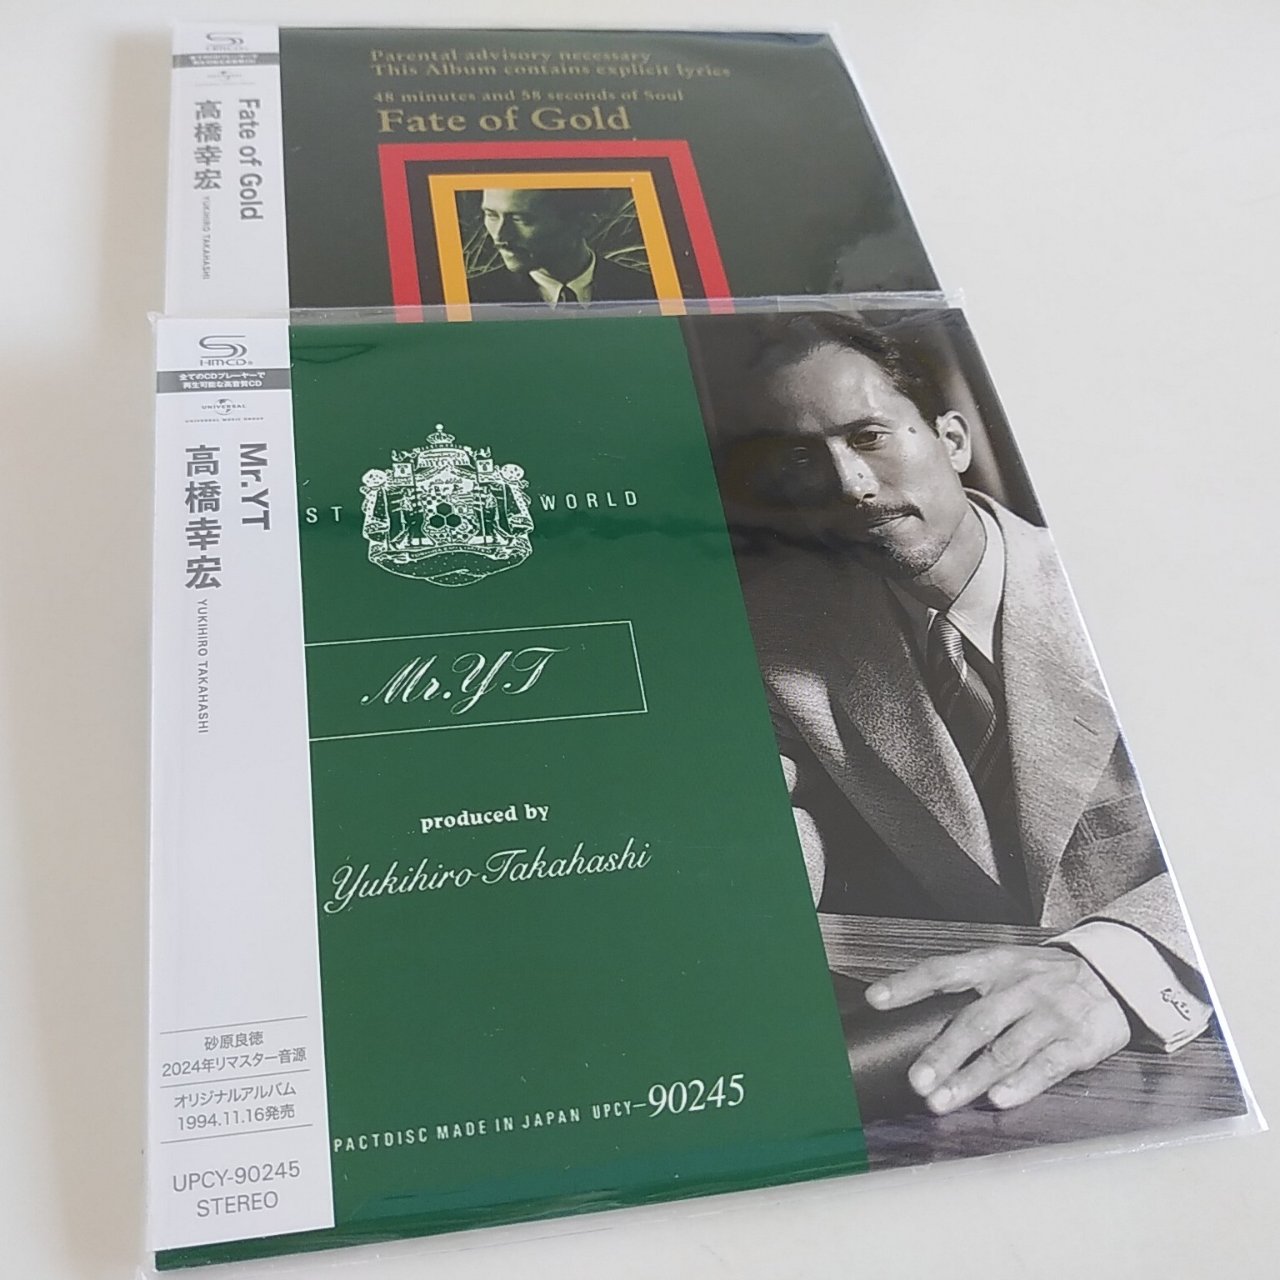 Parental advisory necessary
This Album contains explicit lyrics
48 minutes and 58 seconds of Soul
Fate of Gold
Fate of Gold
高橋幸宏
YUKIHIRO TAKAHASHI
SHM-CD
全てのCDプレーヤーで
再生可能な高音質CD
UNIVERSAL
UNIVERSAL MUSIC GROUP
Mr.YT
高橋幸宏
YUKIHIRO TAKAHASHI
砂原良徳
2024年リマスター音源
オリジナルアルバム
1994.11.16発売
UPCY-90245
STEREO
ST WORLD
Mr.YT
produced by
Yukihiro Takahashi
PACTDISC MADE IN JAPAN UPCY-90245